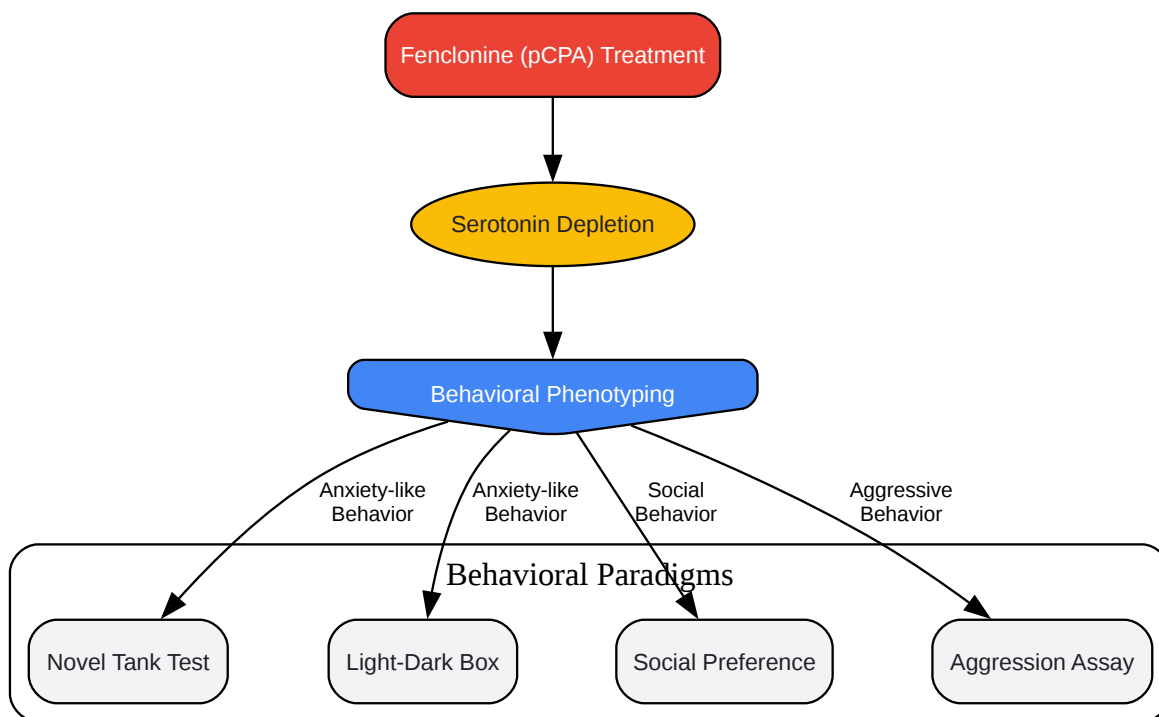 Fenclonine (pCPA) Treatment
Serotonin Depletion
Behavioral Phenotyping
Anxiety-like
Behavior
Anxiety-like
Behavior
Social
Behavior
Aggressive
Behavior
Behavioral Paradigms
Novel Tank Test
Light-Dark Box
Social Preference
Aggression Assay